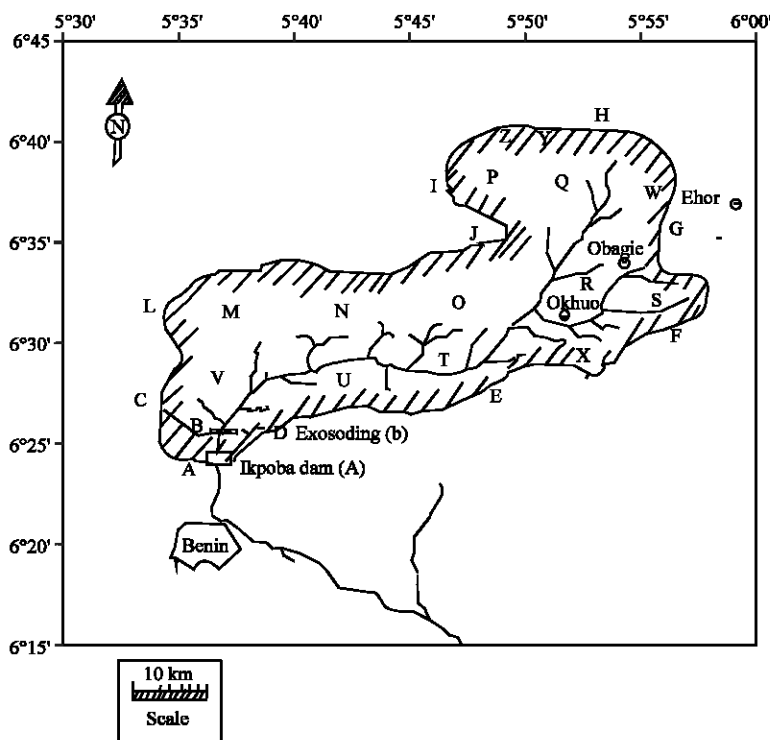 5°30' 5°35' 5°40' 5°45' 5°50' 5°55' 6°00'
6°45'
N
H
Z Y
6°40'
I P Q W Ehor
G
6°35'
J
Obagie
R
L M N O Okhuo S
6°30'
F
T X
V U
C E
B
6°25'
D Exosoding (b)
A Ikpoba dam (A)
6°20'
Benin
6°15'
10 km
Scale